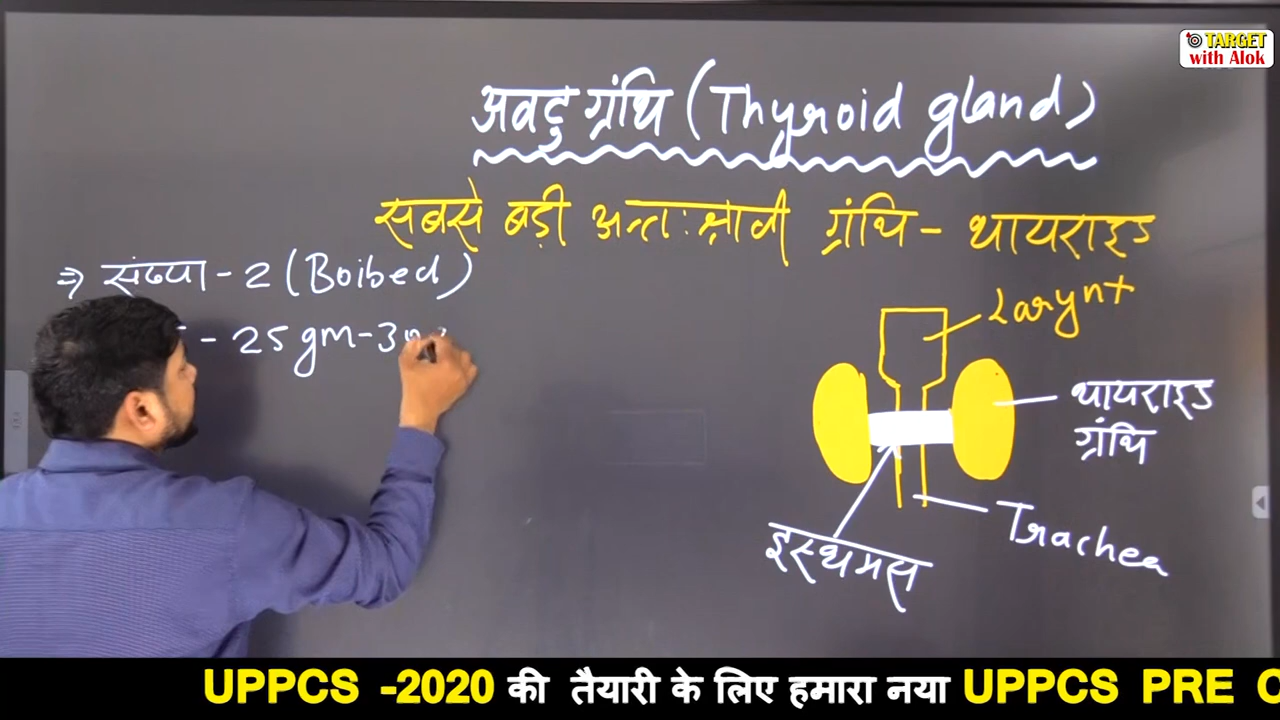 TARGET
with Alok
अवटु ग्रंथि (Thyroid gland)
सबसे बड़ी अन्तः स्रावी ग्रंथि - थायराइड
⇒ संख्या - 2 (Boibed)
- 25 gm - 3
Larynx
थायराइड
ग्रंथि
Trachea
इस्थमस
UPPCS -2020 की तैयारी के लिए हमारा नया UPPCS PRE